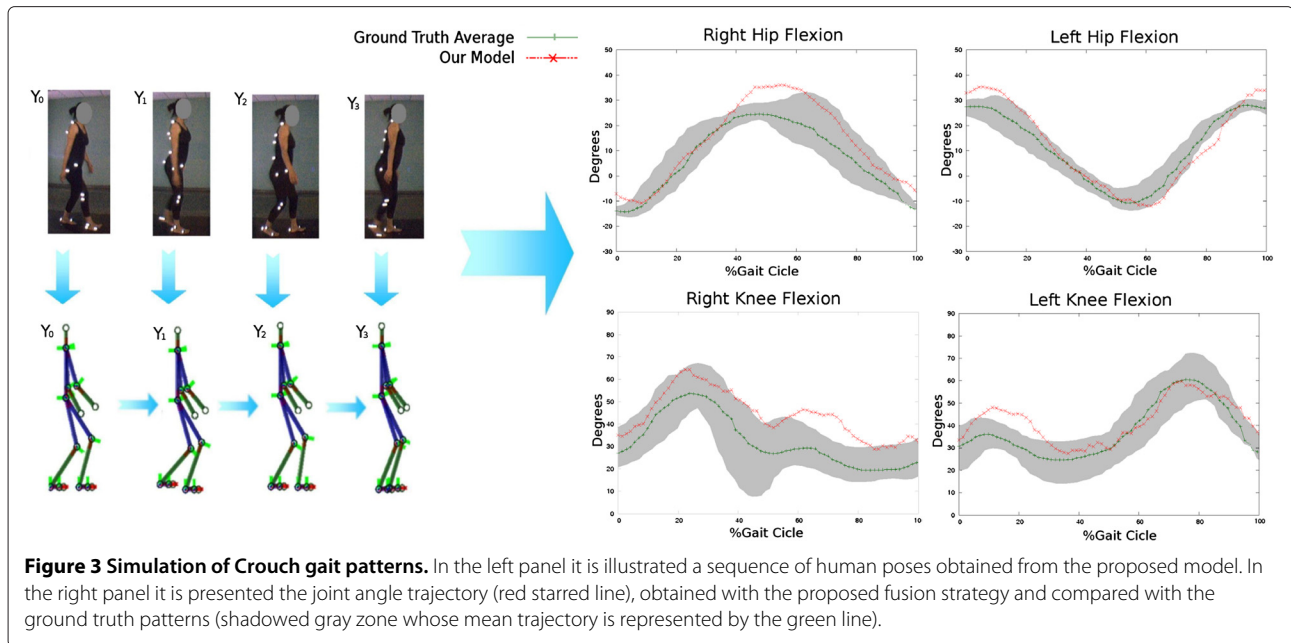 Ground Truth Average
Our Model
Y0
Y1
Y2
Y3
Y0
Y1
Y2
Y3
Right Hip Flexion
Degrees
50
40
30
20
10
0
-10
-20
-30
0
20
40
60
80
100
%Gait Cicle
Left Hip Flexion
Degrees
50
40
30
20
10
0
-10
-20
-30
0
20
40
60
80
100
%Gait Cicle
Right Knee Flexion
Degrees
90
80
70
60
50
40
30
20
10
0
0
20
40
60
80
100
%Gait Cicle
Left Knee Flexion
Degrees
90
80
70
60
50
40
30
20
10
0
0
20
40
60
80
100
%Gait Cicle
Figure 3 Simulation of Crouch gait patterns. In the left panel it is illustrated a sequence of human poses obtained from the proposed model. In
the right panel it is presented the joint angle trajectory (red starred line), obtained with the proposed fusion strategy and compared with the
ground truth patterns (shadowed gray zone whose mean trajectory is represented by the green line).